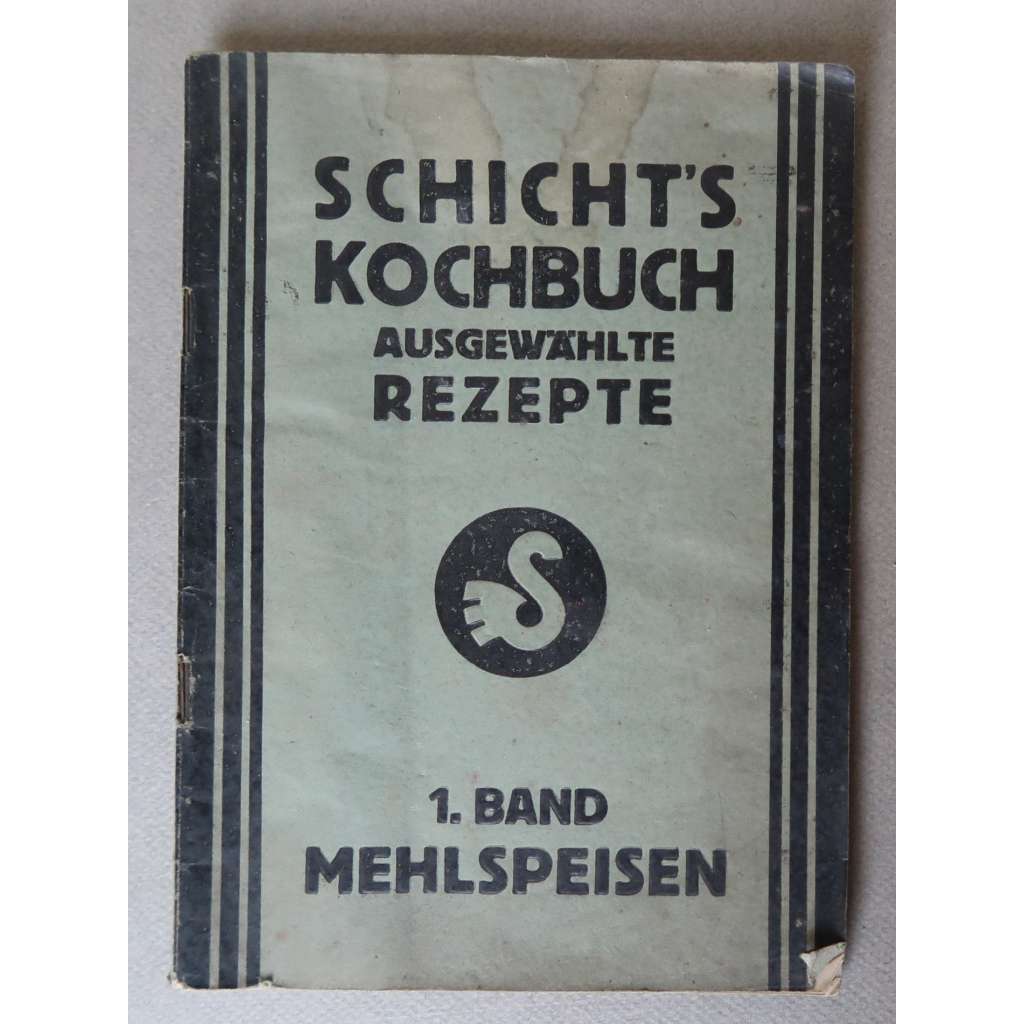 SCHICHT'S
KOCHBUCH
AUSGEWÄHLTE
REZEPTE
1. BAND
MEHLSPEISEN